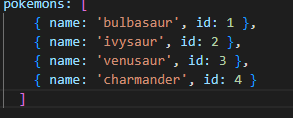 pokemons: [
{ name: 'bulbasaur', id: 1 },
{ name: 'ivysaur', id: 2 },
{ name: 'venusaur', id: 3 },
{ name: 'charmander', id: 4 }
]